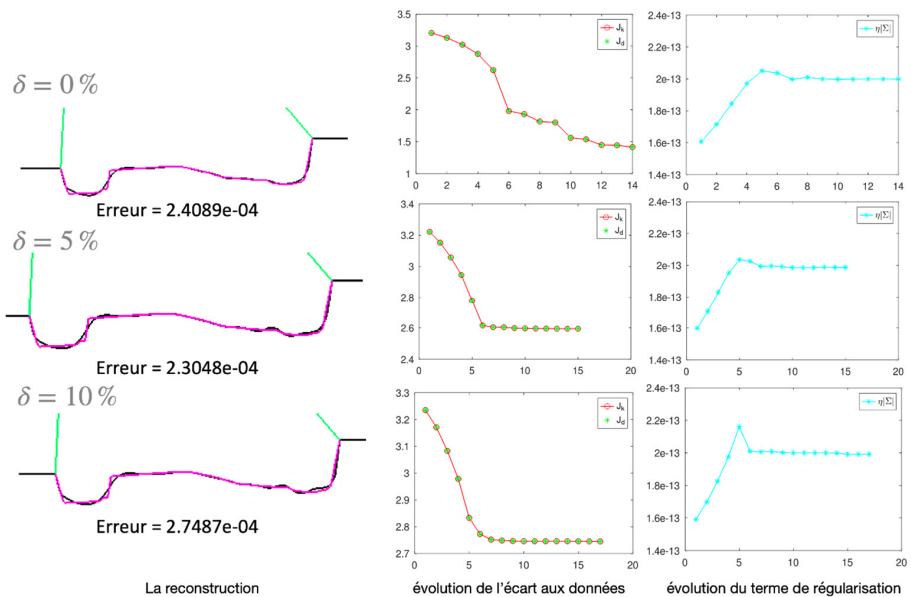 δ = 0 %
Erreur = 2.4089e-04
3.5
3
2.5
2
1.5
1
0 2 4 6 8 10 12 14
J_k
J_d
2.4e-13
2.2e-13
2e-13
1.8e-13
1.6e-13
1.4e-13
0 2 4 6 8 10 12 14
η|Σ|
δ = 5 %
Erreur = 2.3048e-04
3.4
3.2
3
2.8
2.6
2.4
0 5 10 15 20
J_k
J_d
2.4e-13
2.2e-13
2e-13
1.8e-13
1.6e-13
1.4e-13
0 5 10 15 20
η|Σ|
δ = 10 %
Erreur = 2.7487e-04
3.3
3.2
3.1
3
2.9
2.8
2.7
0 5 10 15 20
J_k
J_d
2.4e-13
2.2e-13
2e-13
1.8e-13
1.6e-13
1.4e-13
0 5 10 15 20
η|Σ|
La reconstruction
évolution de l'écart aux données
évolution du terme de régularisation